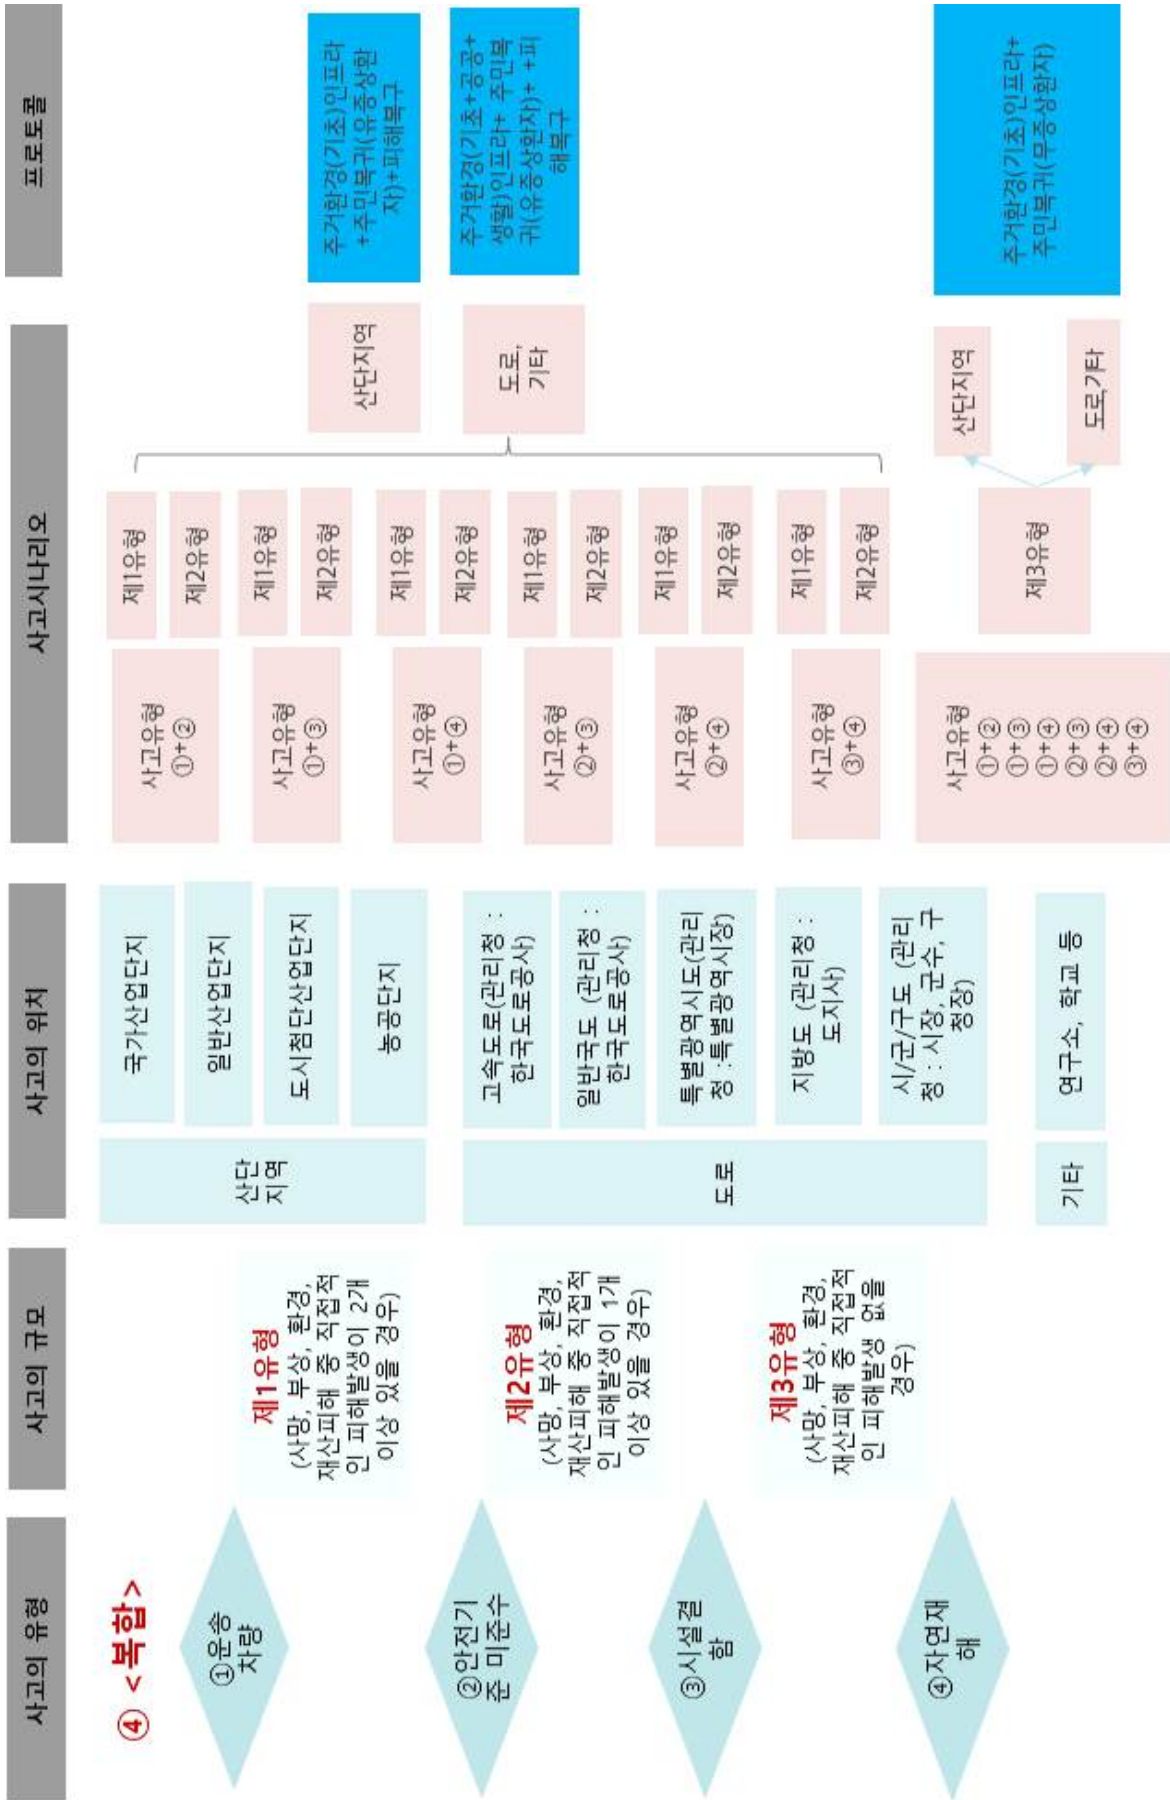 사고의 유형
사고의 규모
사고의 위치
사고시나리오
프로토콜
④ <복합>
①운송
차량
②안전기
준 미준수
③시설결
함
④자연재
해
제1유형
(사망, 부상, 환경,
재산피해 중 직접적
인 피해발생이 2개
이상 있을 경우)
제2유형
(사망, 부상, 환경,
재산피해 중 직접적
인 피해발생이 1개
이상 있을 경우)
제3유형
(사망, 부상, 환경,
재산피해 중 직접적
인 피해발생 없을
경우)
산단
지역
국가산업단지
일반산업단지
도시첨단산업단지
농공단지
도로
고속도로(관리청 :
한국도로공사)
일반국도 (관리청 :
한국도로공사)
특별광역시도(관리
청 :특별광역시장)
지방도 (관리청 :
도지사)
시/군/구도 (관리
청 : 시장, 군수, 구
청장)
기타
연구소, 학교 등
사고유형
①+②
제1유형
제2유형
사고유형
①+③
제1유형
제2유형
사고유형
①+④
제1유형
제2유형
사고유형
②+③
제1유형
제2유형
사고유형
②+④
제1유형
제2유형
사고유형
③+④
제1유형
제2유형
사고유형
①+②
①+③
①+④
②+③
②+④
③+④
제3유형
산단지역
도로,
기타
산단지역
도로,기타
주거환경(기초)인프라
+주민복귀(유증상환
자)+피해복구
주거환경(기초+공공+
생활)인프라+ 주민복
귀(유증상환자)+ +피
해복구
주거환경(기초)인프라+
주민복귀(무증상환자)